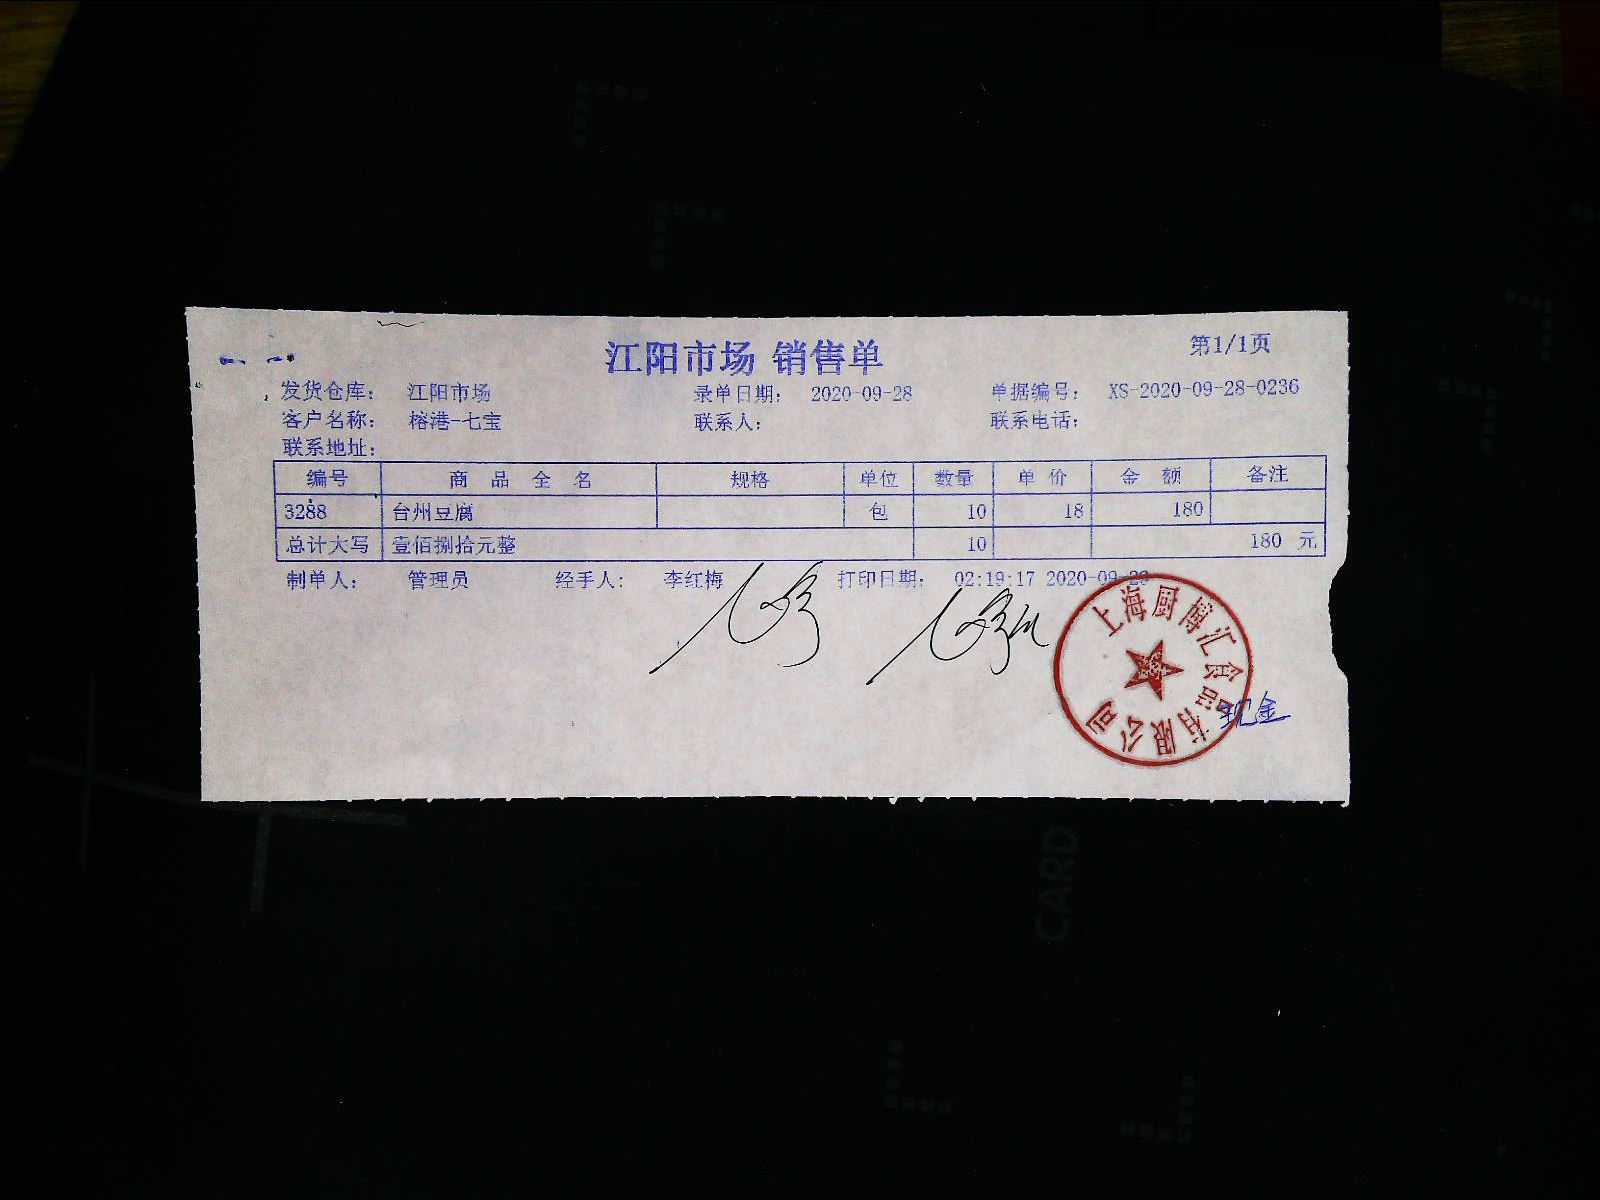 江阳市场 销售单
第1/1页
发货仓库： 江阳市场 录单日期： 2020-09-28 单据编号： XS-2020-09-28-0236
客户名称： 榕港-七宝 联系人： 联系电话：
联系地址：
编号 商品全名 规格 单位 数量 单价 金额 备注
3288 台州豆腐 包 10 18 180
总计大写 壹佰捌拾元整 10 180 元
制单人： 管理员 经手人： 李红梅 打印日期： 02:19:17 2020-09-28
上海厨博汇食品有限公司
现金
CARD